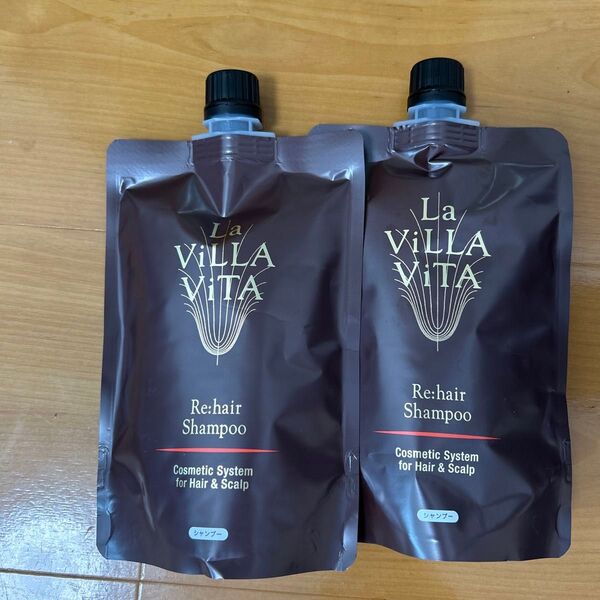 La
ViLLA
ViTA
Re:hair
Shampoo
Cosmetic System
for Hair & Scalp
シャンプー
La
ViLLA
ViTA
Re:hair
Shampoo
Cosmetic System
for Hair & Scalp
シャンプー